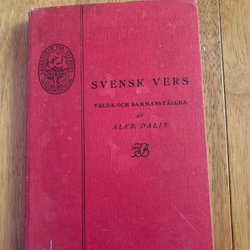 SVENSK VERS
VALDA OCH SAMMANSTÄLLDA
AV
ALFR. DALIN